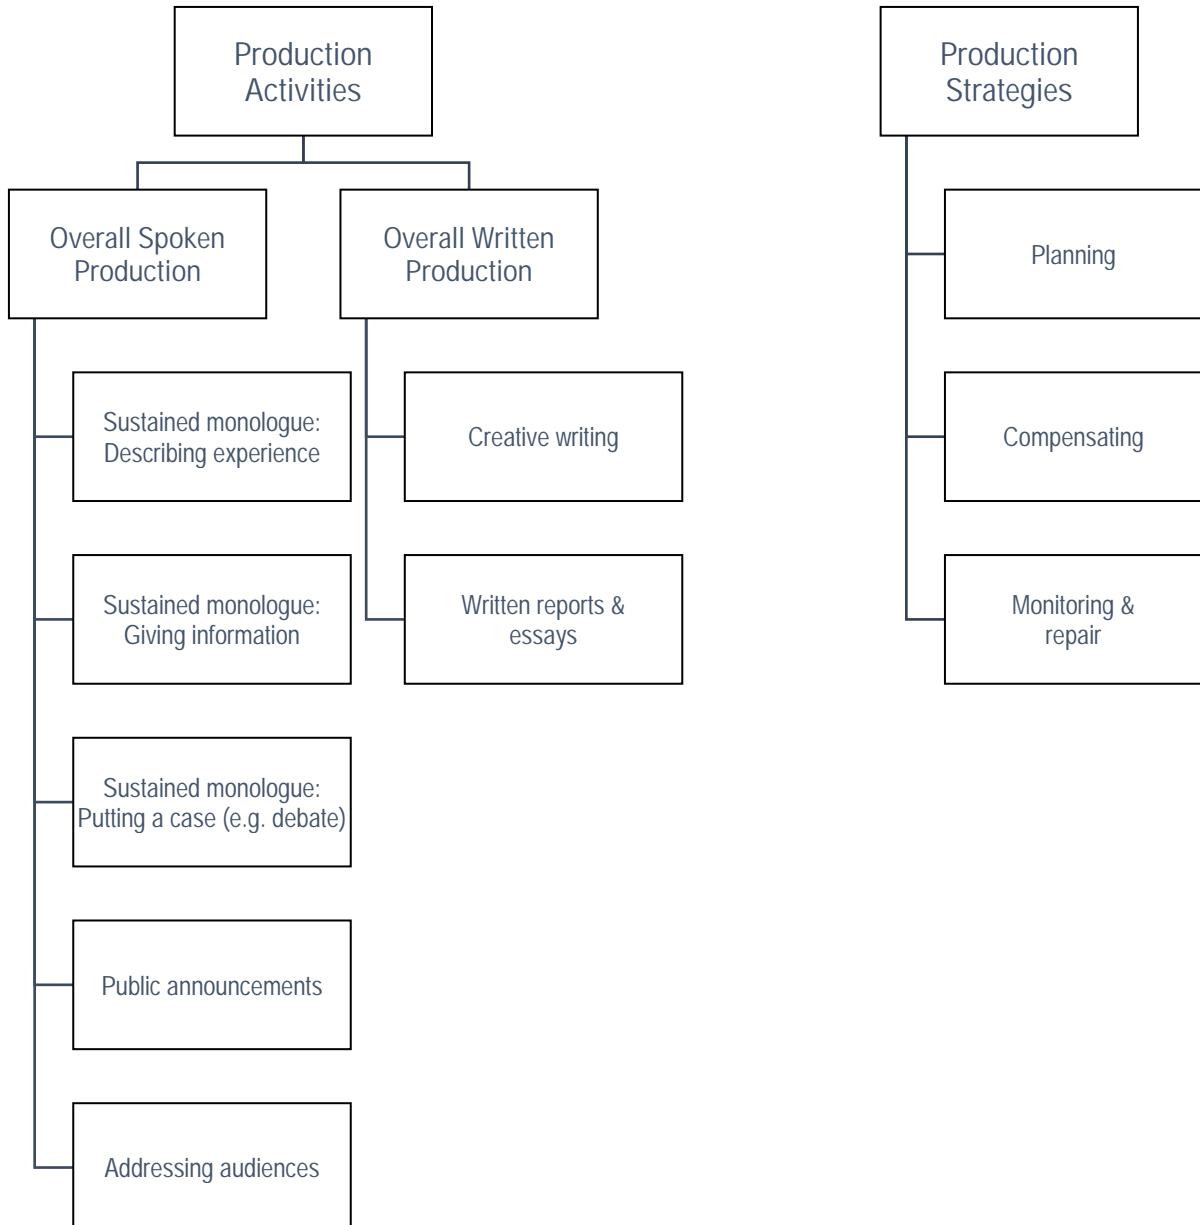 Production
Activities
Production
Strategies
Overall Spoken
Production
Overall Written
Production
Planning
Sustained monologue:
Describing experience
Creative writing
Compensating
Sustained monologue:
Giving information
Written reports &
essays
Monitoring &
repair
Sustained monologue:
Putting a case (e.g. debate)
Public announcements
Addressing audiences